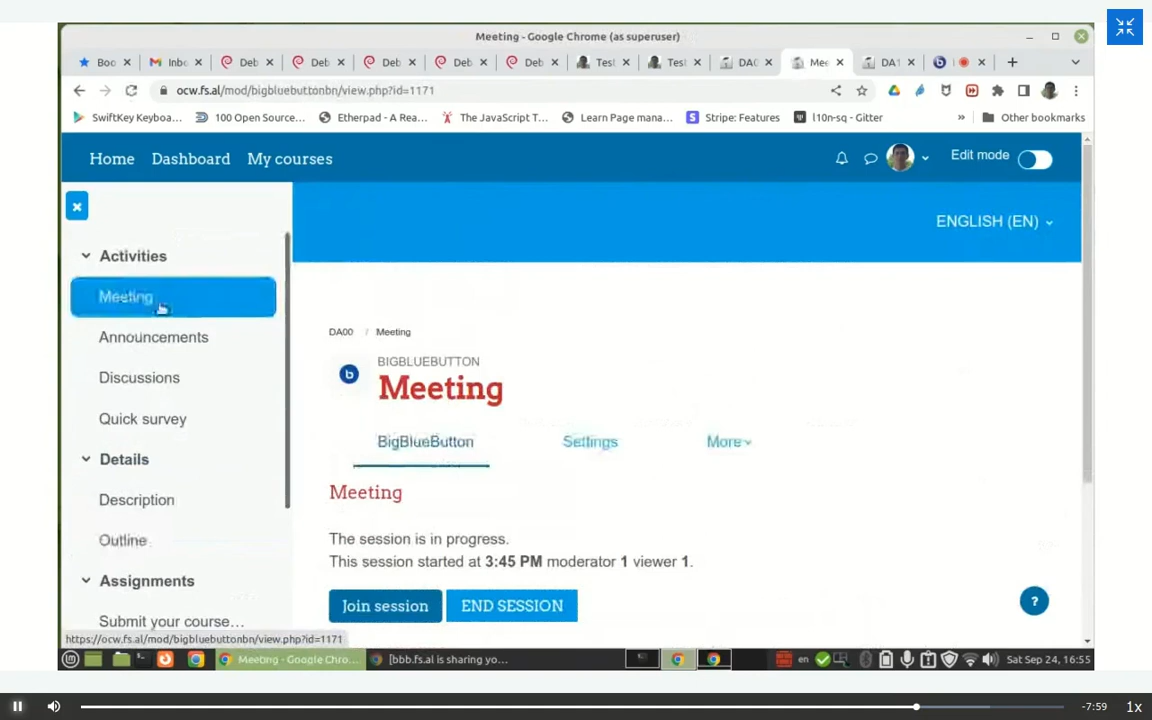 Meeting - Google Chrome (as superuser)
Boo
Inbo
Deb
Deb
Deb
Deb
Deb
Test
Test
DA0
Mee
DA1
ocw.fs.al/mod/bigbluebuttonbn/view.php?id=1171
SwiftKey Keyboa...
100 Open Source...
Etherpad - A Rea...
The JavaScript T...
Learn Page mana...
Stripe: Features
l10n-sq - Gitter
»
Other bookmarks
Home
Dashboard
My courses
Edit mode
ENGLISH (EN)
Activities
Meeting
Announcements
Discussions
Quick survey
Details
Description
Outline
Assignments
Submit your course...
DA00 / Meeting
BIGBLUEBUTTON
Meeting
BigBlueButton
Settings
More
Meeting
The session is in progress.
This session started at 3:45 PM moderator 1 viewer 1.
Join session
END SESSION
?
https://ocw.fs.al/mod/bigbluebuttonbn/view.php?id=1171
Meeting - Google Chro...
[bbb.fs.al is sharing yo...
en
Sat Sep 24, 16:55
-7:59
1x